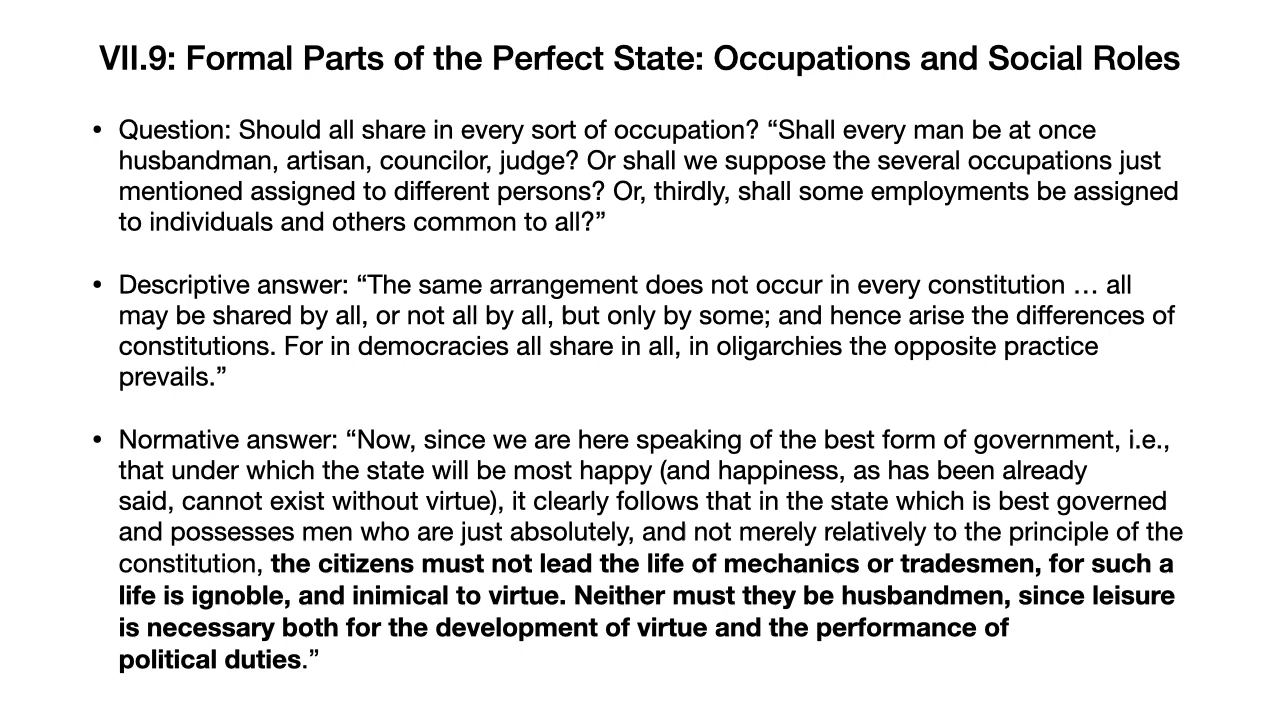 VII.9: Formal Parts of the Perfect State: Occupations and Social Roles
• Question: Should all share in every sort of occupation? “Shall every man be at once
husbandman, artisan, councilor, judge? Or shall we suppose the several occupations just
mentioned assigned to different persons? Or, thirdly, shall some employments be assigned
to individuals and others common to all?”
• Descriptive answer: “The same arrangement does not occur in every constitution … all
may be shared by all, or not all by all, but only by some; and hence arise the differences of
constitutions. For in democracies all share in all, in oligarchies the opposite practice
prevails.”
• Normative answer: “Now, since we are here speaking of the best form of government, i.e.,
that under which the state will be most happy (and happiness, as has been already
said, cannot exist without virtue), it clearly follows that in the state which is best governed
and possesses men who are just absolutely, and not merely relatively to the principle of the
constitution, the citizens must not lead the life of mechanics or tradesmen, for such a
life is ignoble, and inimical to virtue. Neither must they be husbandmen, since leisure
is necessary both for the development of virtue and the performance of
political duties.”